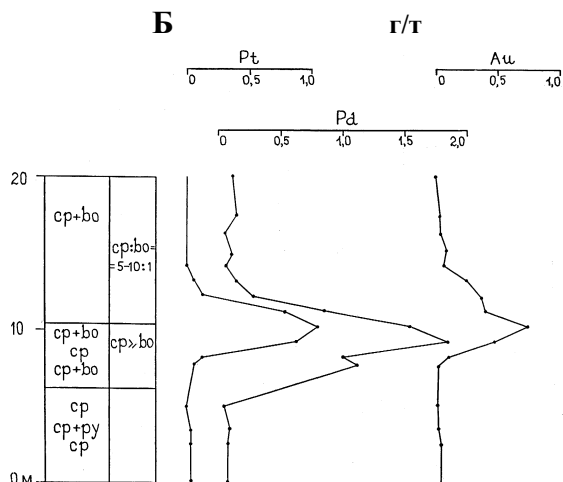 Б г/т
Pt Au
0 0,5 1,0 0 0,5 1,0
Pd
0 0,5 1,0 1,5 2,0
20
cp+bo
cp:bo=
=5-10:1
10
cp+bo
cp
cp+bo
cp⩾bo
cp
cp+py
cp
0 м